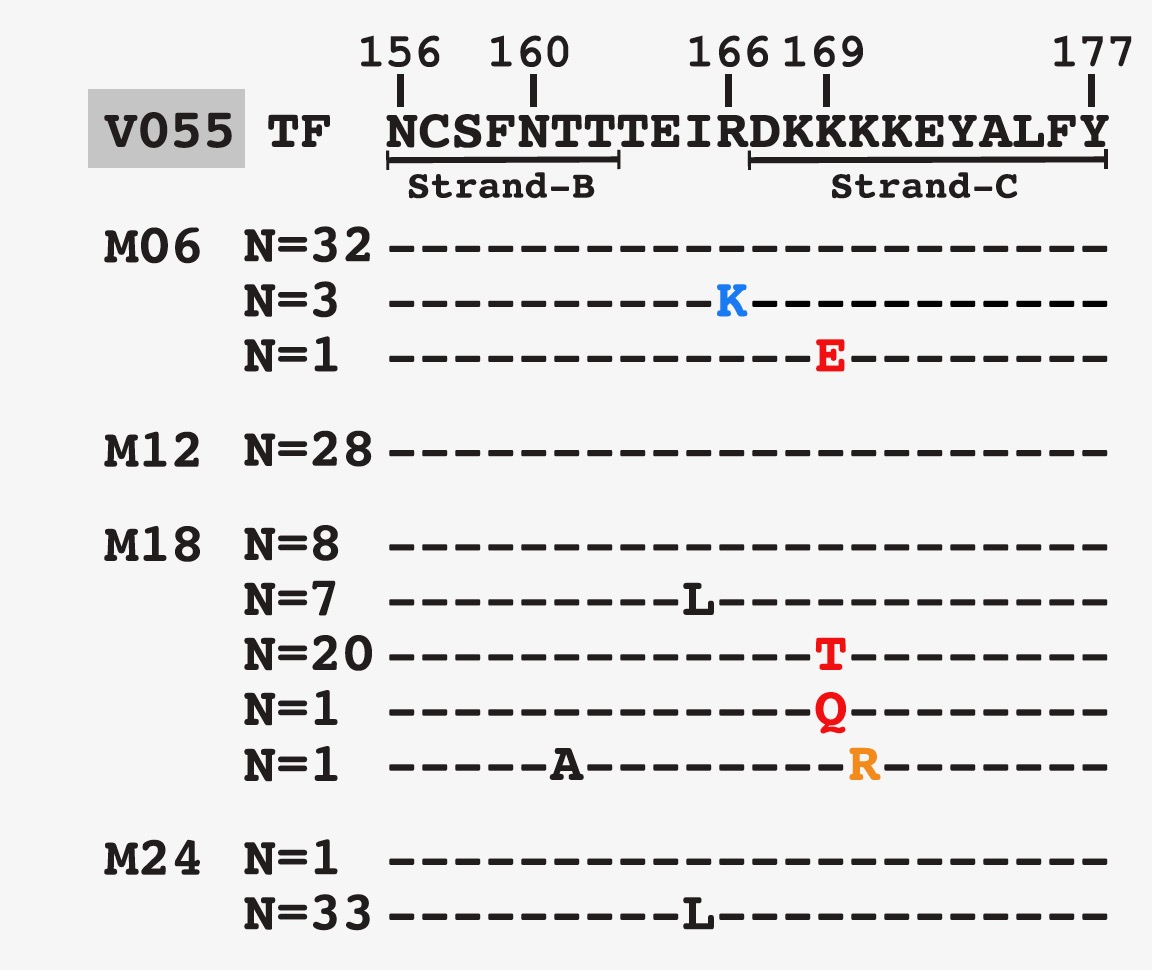 156 160 166 169 177
V055 TF NCSFNTTTEIRDKKKKEYALFY
Strand-B Strand-C
M06 N=32 ----------------------
N=3 ----------K-----------
N=1 -------------E--------
M12 N=28 ----------------------
M18 N=8 ----------------------
N=7 ---------L------------
N=20 -------------T--------
N=1 -------------Q--------
N=1 -----A--------R-------
M24 N=1 ----------------------
N=33 ---------L------------